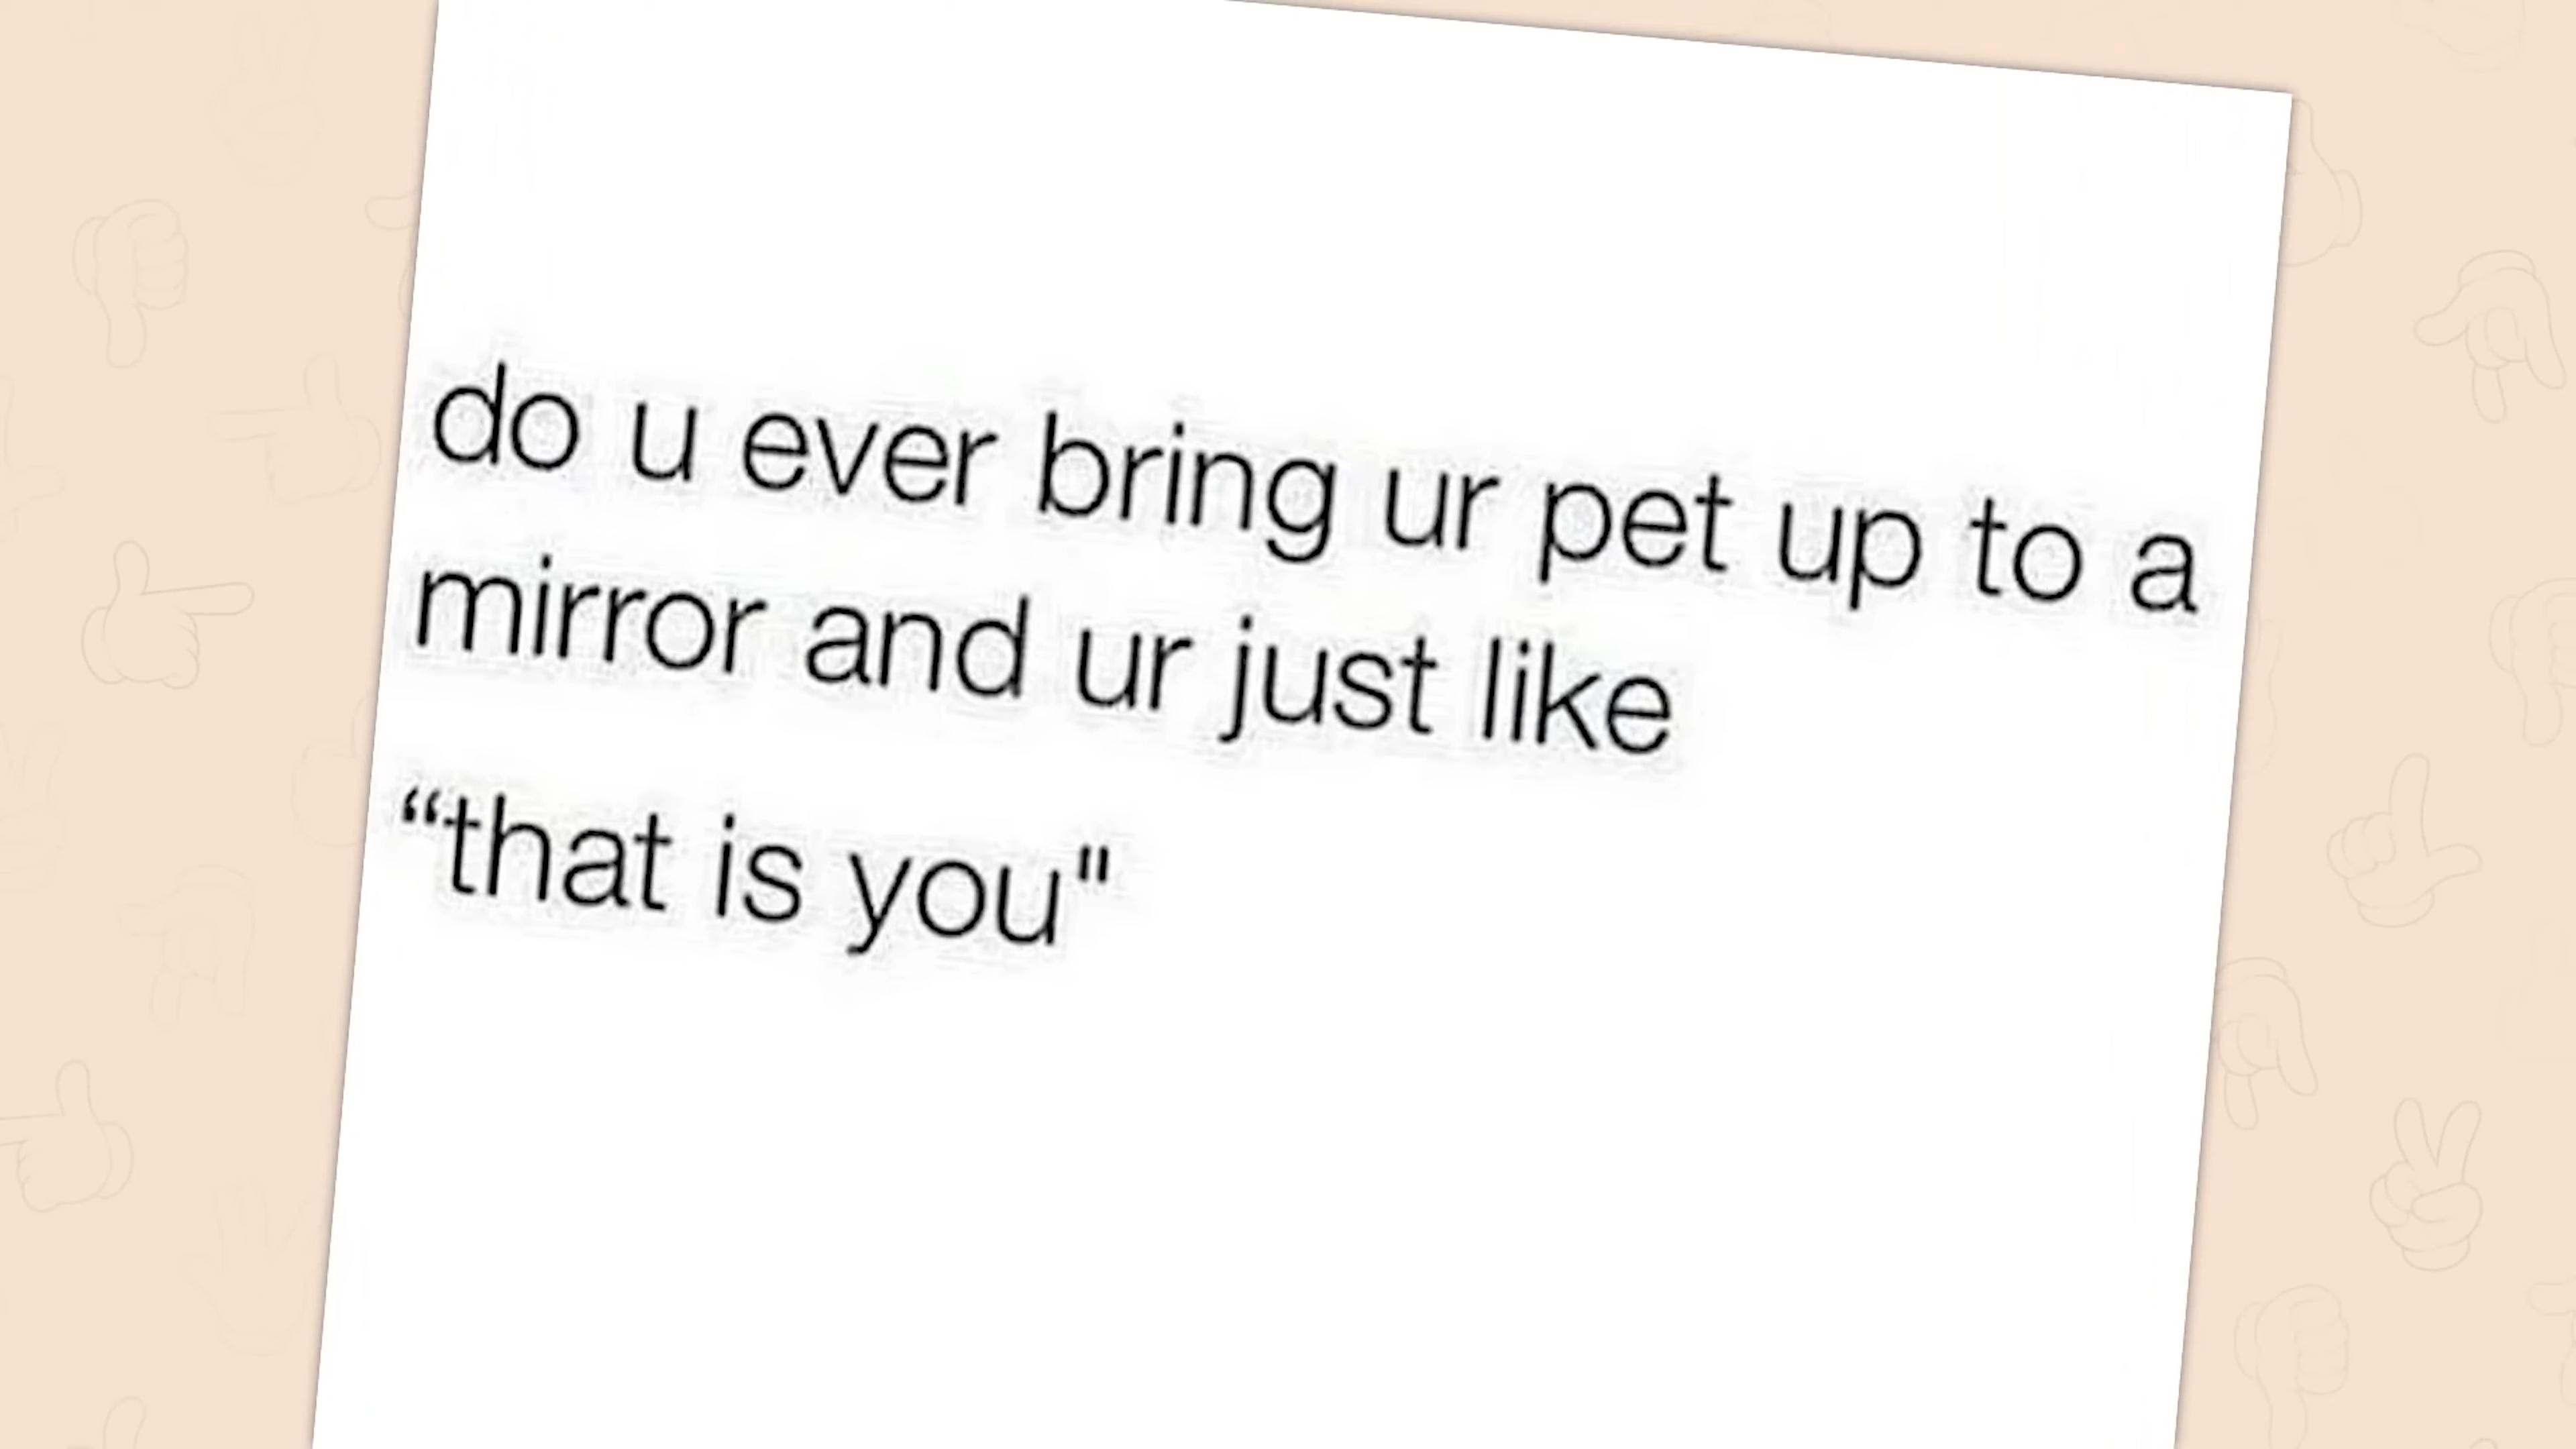 do u ever bring ur pet up to a
mirror and ur just like
“that is you"